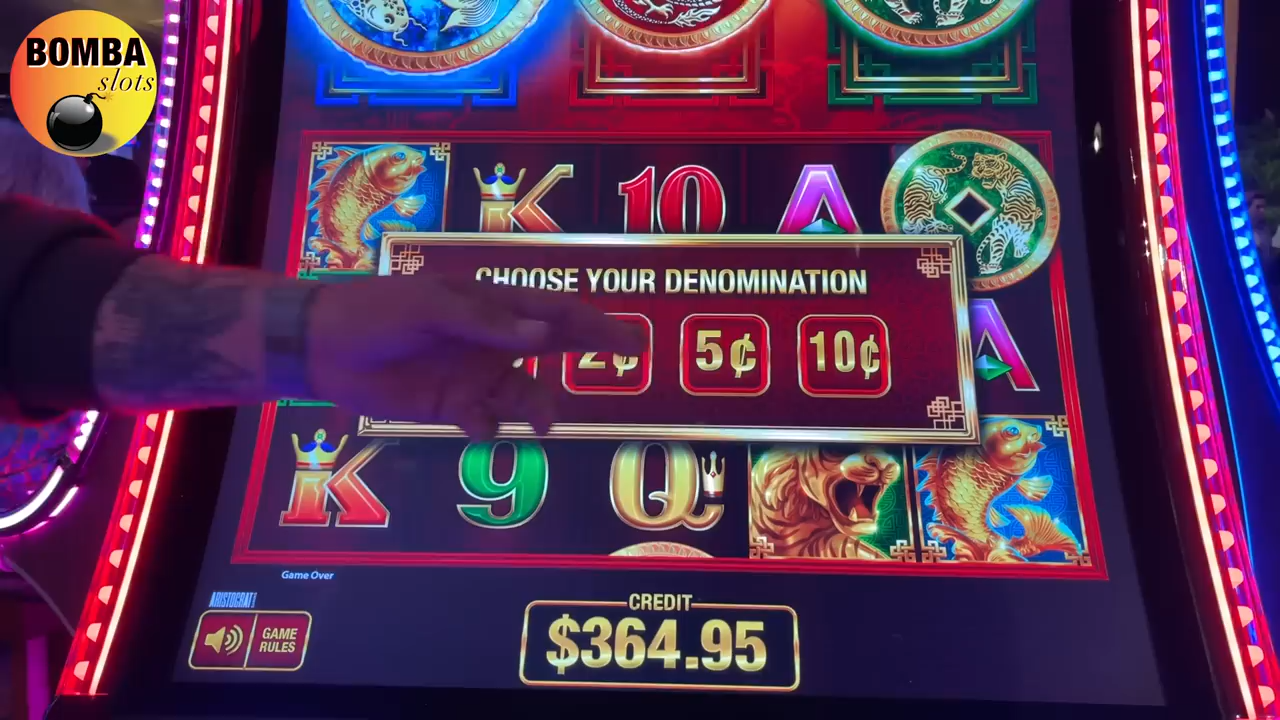 BOMBA
slots
K 10 A
CHOOSE YOUR DENOMINATION
2¢ 5¢ 10¢
A
K 9 Q
Game Over
ARISTOCRAT
CREDIT
$364.95
GAME
RULES